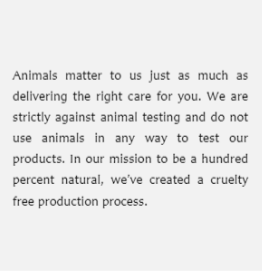 Animals matter to us just as much as
delivering the right care for you. We are
strictly against animal testing and do not
use animals in any way to test our
products. In our mission to be a hundred
percent natural, we've created a cruelty
free production process.